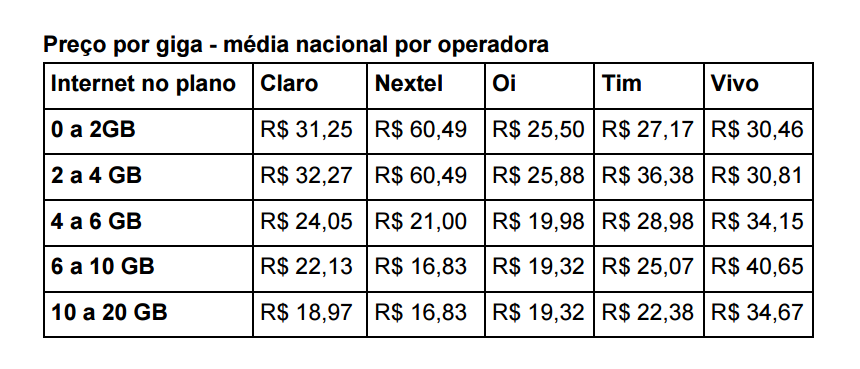 Preço por giga - média nacional por operadora
Internet no plano Claro Nextel Oi Tim Vivo
0 a 2GB R$ 31,25 R$ 60,49 R$ 25,50 R$ 27,17 R$ 30,46
2 a 4 GB R$ 32,27 R$ 60,49 R$ 25,88 R$ 36,38 R$ 30,81
4 a 6 GB R$ 24,05 R$ 21,00 R$ 19,98 R$ 28,98 R$ 34,15
6 a 10 GB R$ 22,13 R$ 16,83 R$ 19,32 R$ 25,07 R$ 40,65
10 a 20 GB R$ 18,97 R$ 16,83 R$ 19,32 R$ 22,38 R$ 34,67